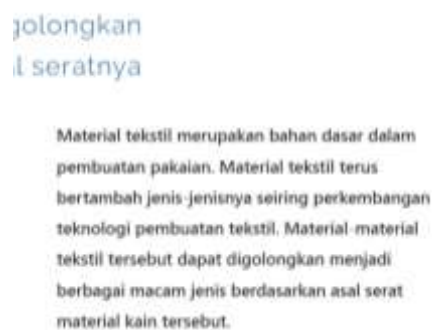 golongkan
l seratnya
Material tekstil merupakan bahan dasar dalam
pembuatan pakaian. Material tekstil terus
bertambah jenis-jenisnya seiring perkembangan
teknologi pembuatan tekstil. Material-material
tekstil tersebut dapat digolongkan menjadi
berbagai macam jenis berdasarkan asal serat
material kain tersebut.